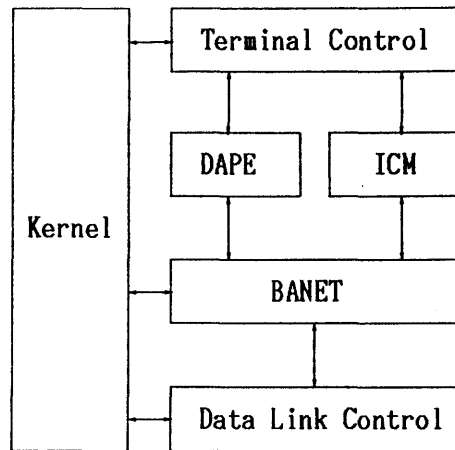 Terminal Control
DAPE
ICM
Kernel
BANET
Data Link Control